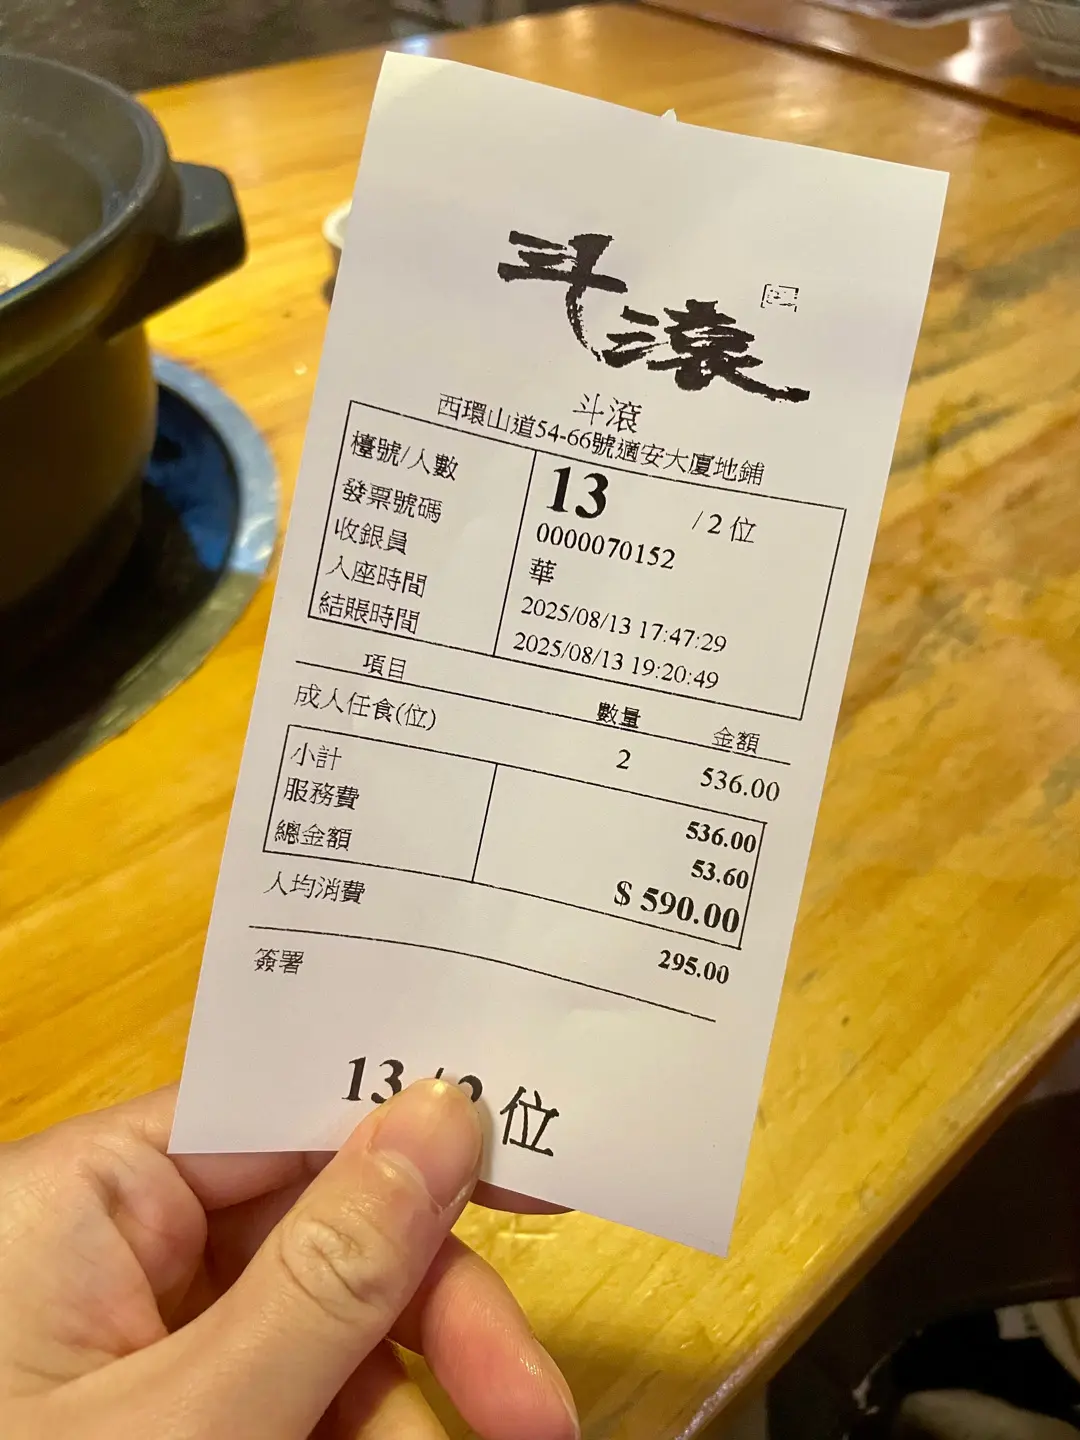 斗滾
斗滾
西環山道54-66號適安大廈地鋪
檯號/人數 13 / 2 位
發票號碼 0000070152
收銀員 華
入座時間 2025/08/13 17:47:29
結賬時間 2025/08/13 19:20:49
項目 數量 金額
成人任食(位) 2 536.00
小計 536.00
服務費 53.60
總金額 $ 590.00
人均消費 295.00
簽署
13 / 2 位